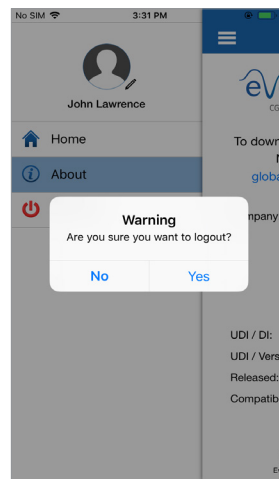 No SIM 3:31 PM
John Lawrence
Home
About
Warning
Are you sure you want to logout?
No Yes
To down
globa
mpany
UDI / DI:
UDI / Vers
Released:
Compatib